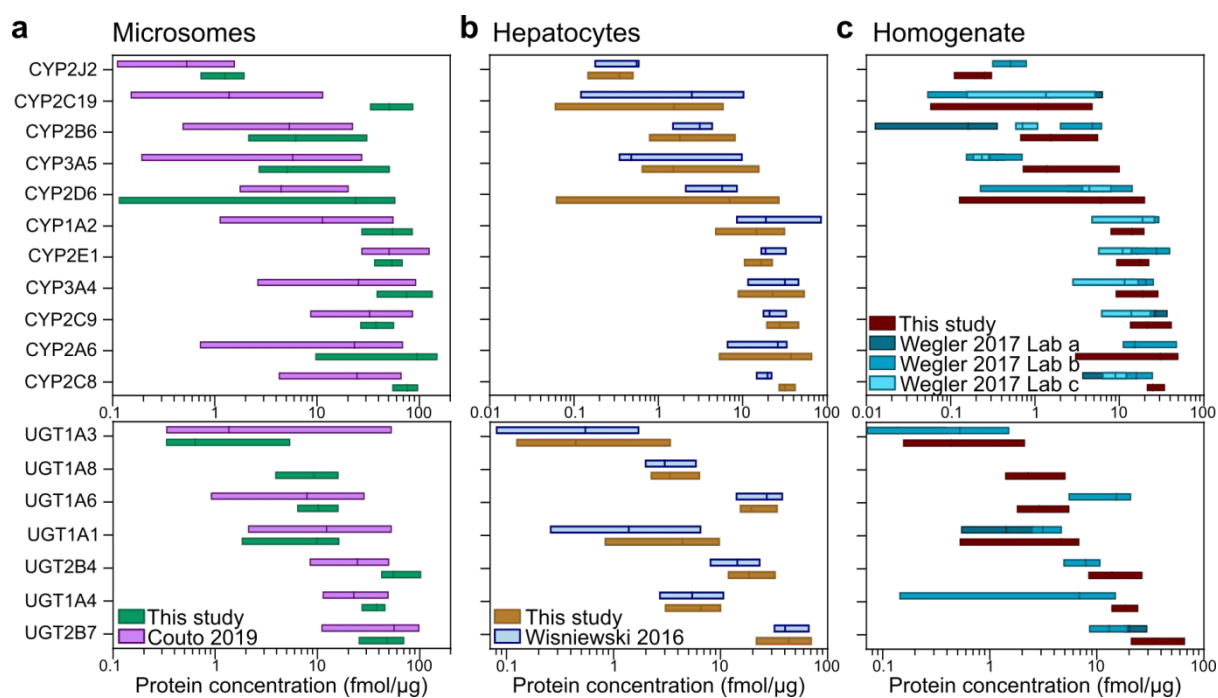 a Microsomes
b Hepatocytes
c Homogenate
CYP2J2
CYP2C19
CYP2B6
CYP3A5
CYP2D6
CYP1A2
CYP2E1
CYP3A4
CYP2C9
CYP2A6
CYP2C8
This study
Wegler 2017 Lab a
Wegler 2017 Lab b
Wegler 2017 Lab c
0.1 1 10 100
0.01 0.1 1 10 100
0.01 0.1 1 10 100
UGT1A3
UGT1A8
UGT1A6
UGT1A1
UGT2B4
UGT1A4
UGT2B7
This study
Couto 2019
This study
Wisniewski 2016
0.1 1 10 100
0.1 1 10 100
0.1 1 10 100
Protein concentration (fmol/µg)
Protein concentration (fmol/µg)
Protein concentration (fmol/µg)